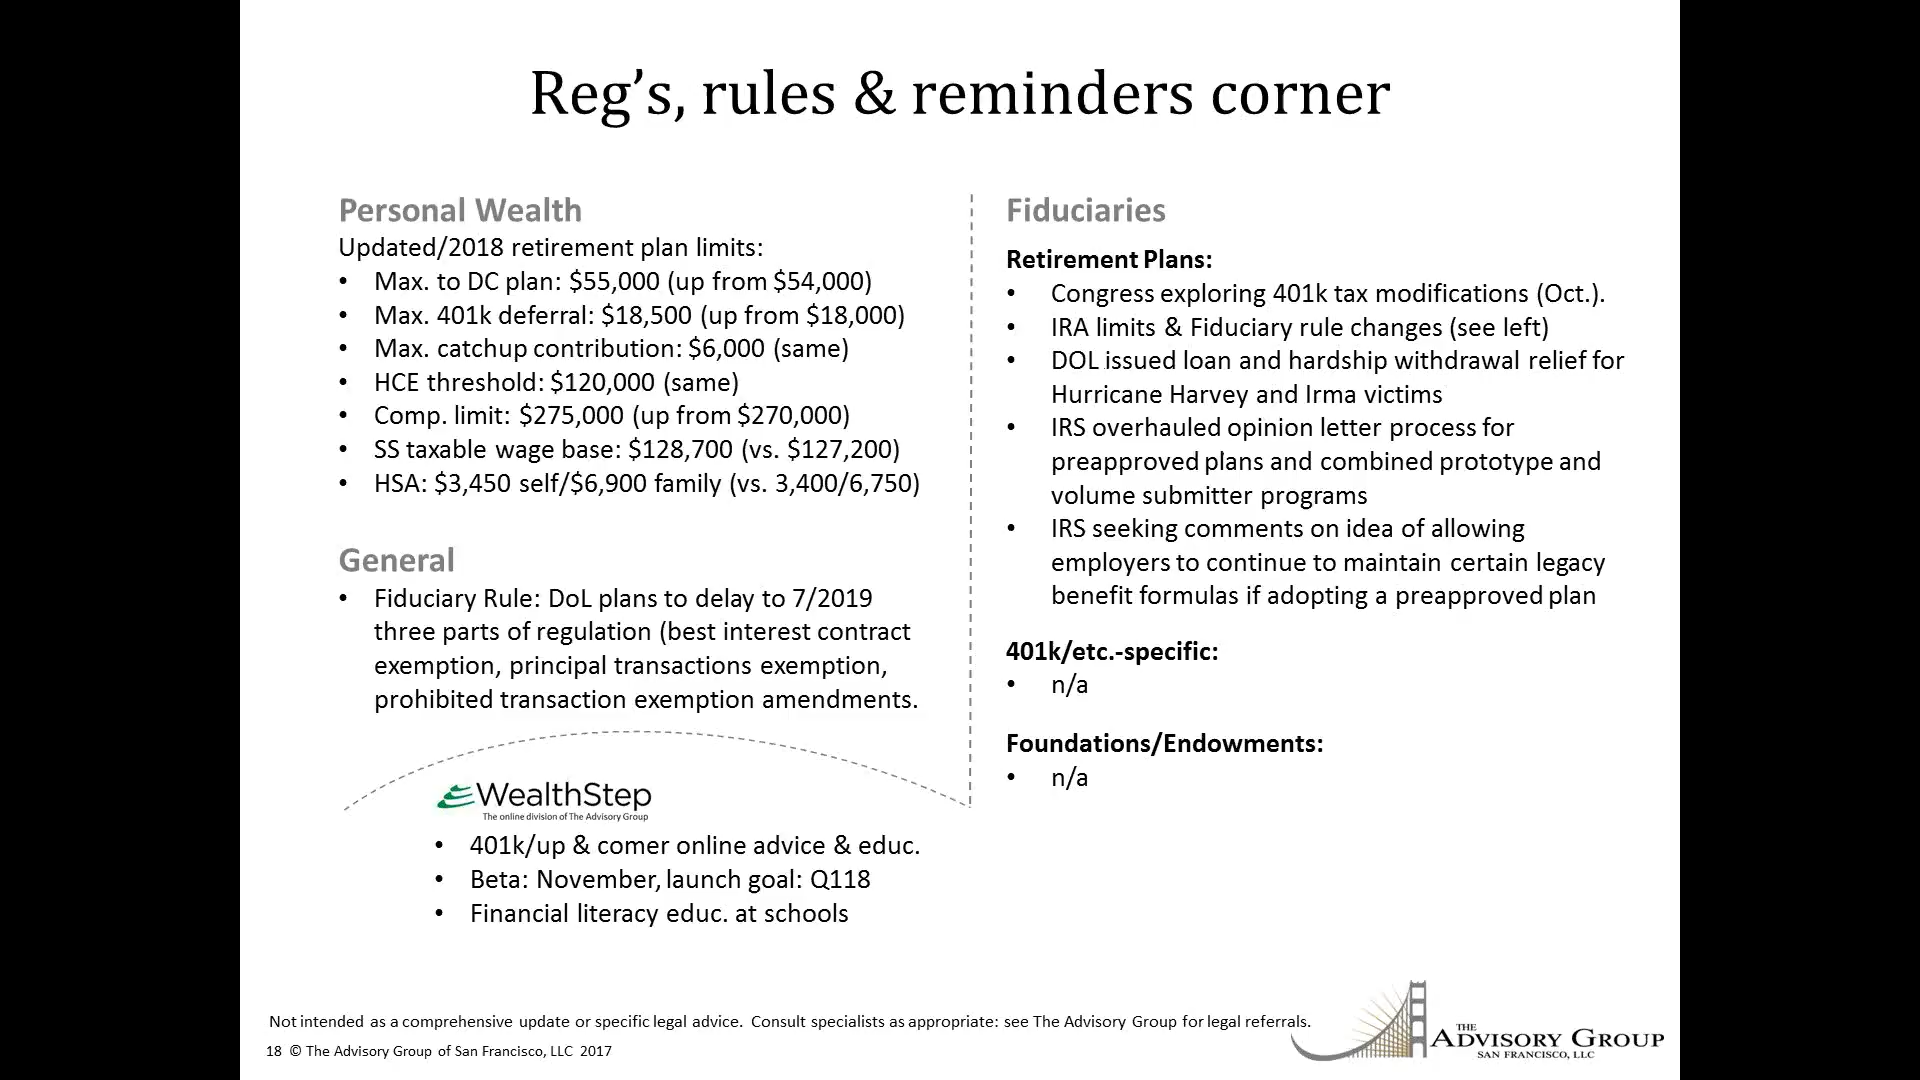 Reg’s, rules & reminders corner
Personal Wealth
Updated/2018 retirement plan limits:
• Max. to DC plan: $55,000 (up from $54,000)
• Max. 401k deferral: $18,500 (up from $18,000)
• Max. catchup contribution: $6,000 (same)
• HCE threshold: $120,000 (same)
• Comp. limit: $275,000 (up from $270,000)
• SS taxable wage base: $128,700 (vs. $127,200)
• HSA: $3,450 self/$6,900 family (vs. 3,400/6,750)
General
• Fiduciary Rule: DoL plans to delay to 7/2019
three parts of regulation (best interest contract
exemption, principal transactions exemption,
prohibited transaction exemption amendments.
WealthStep
The online division of The Advisory Group
• 401k/up & comer online advice & educ.
• Beta: November, launch goal: Q118
• Financial literacy educ. at schools
Fiduciaries
Retirement Plans:
• Congress exploring 401k tax modifications (Oct.).
• IRA limits & Fiduciary rule changes (see left)
• DOL issued loan and hardship withdrawal relief for
Hurricane Harvey and Irma victims
• IRS overhauled opinion letter process for
preapproved plans and combined prototype and
volume submitter programs
• IRS seeking comments on idea of allowing
employers to continue to maintain certain legacy
benefit formulas if adopting a preapproved plan
401k/etc.-specific:
• n/a
Foundations/Endowments:
• n/a
Not intended as a comprehensive update or specific legal advice. Consult specialists as appropriate: see The Advisory Group for legal referrals.
18 © The Advisory Group of San Francisco, LLC 2017
THE ADVISORY GROUP
SAN FRANCISCO, LLC